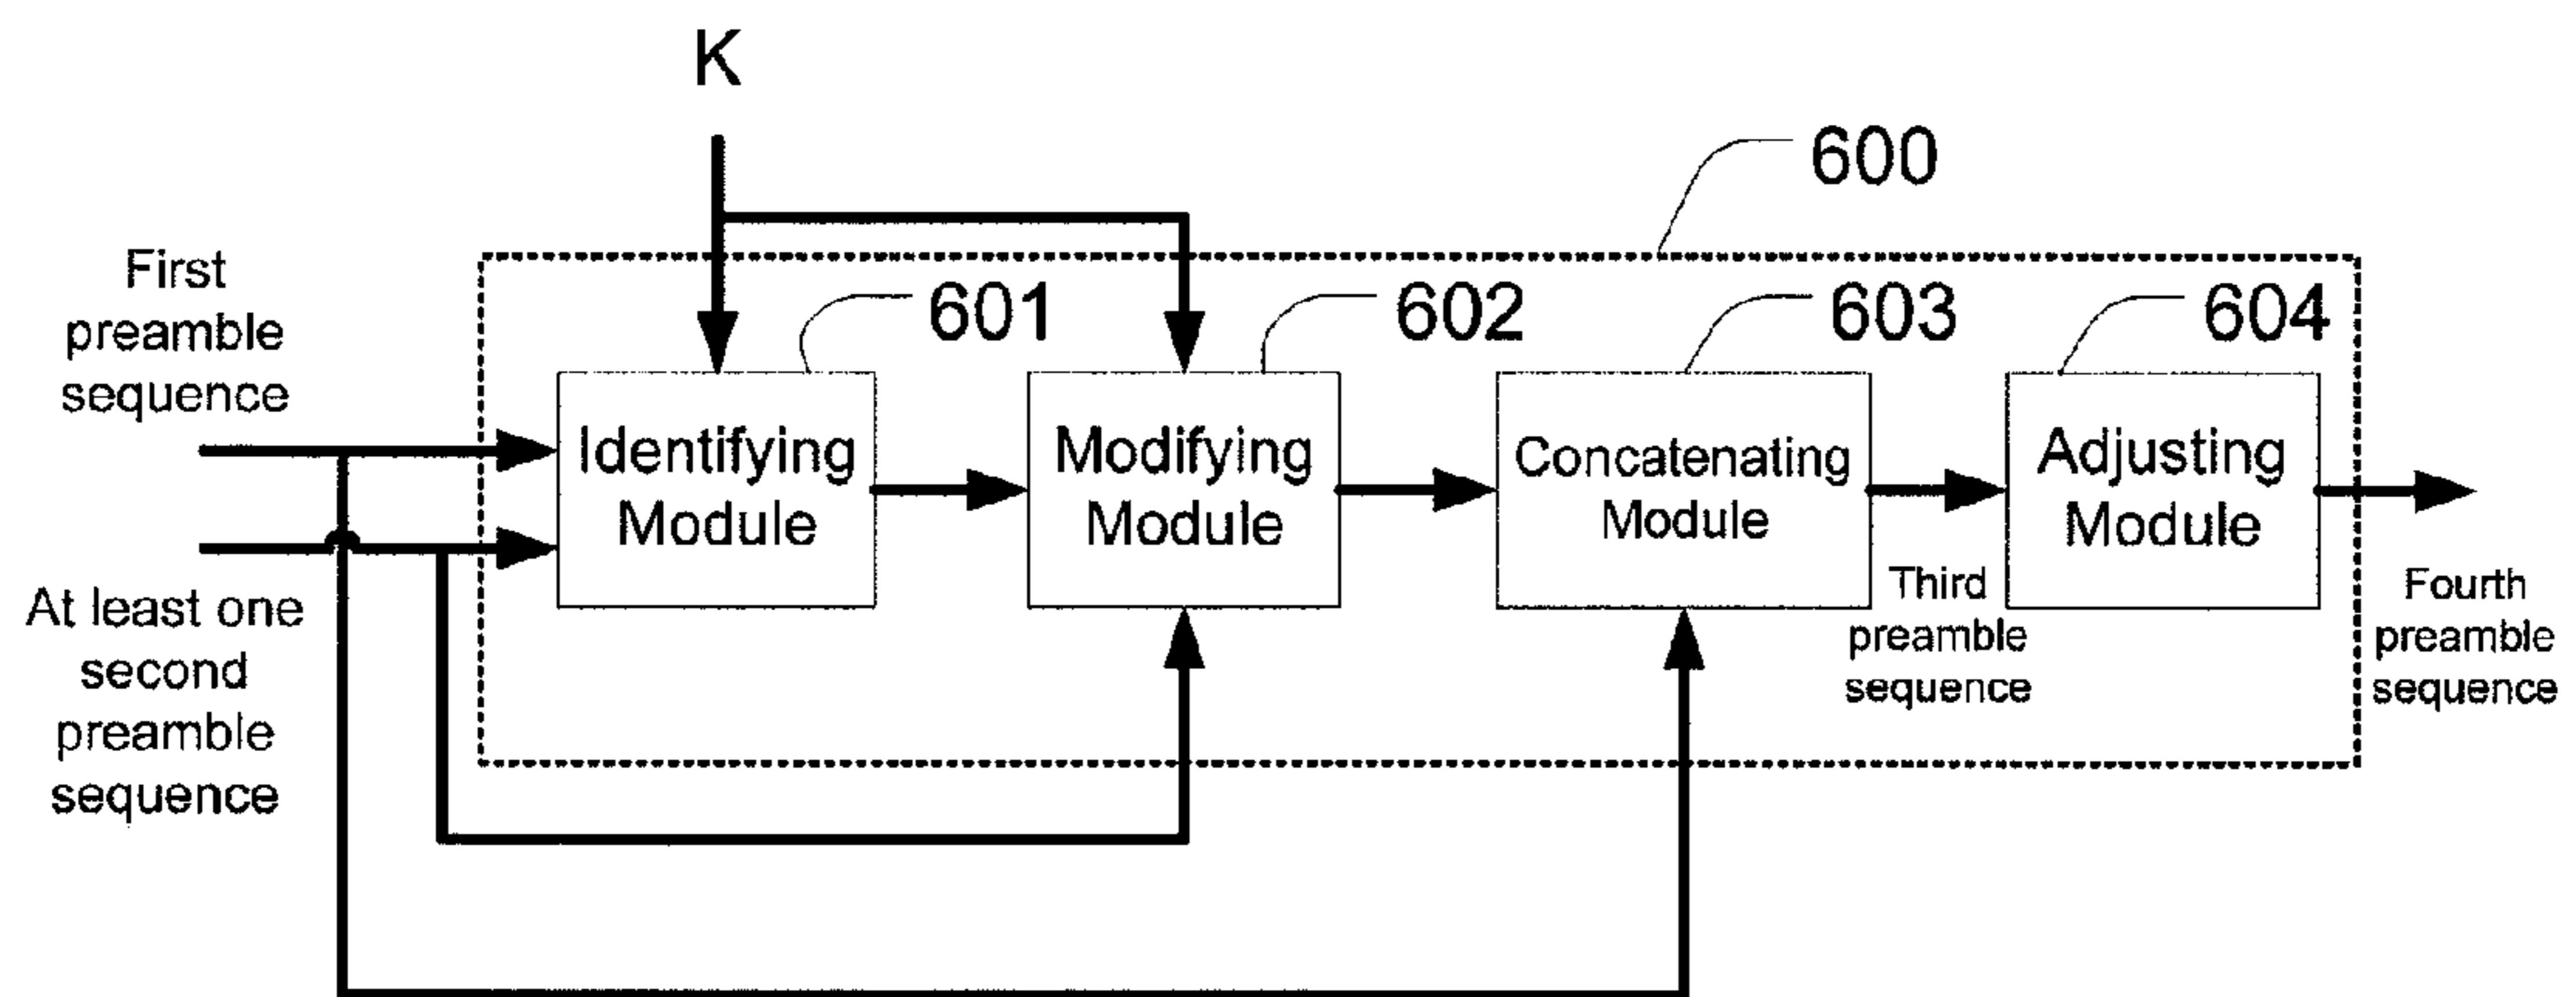 K
600
First
preamble
sequence
601
602
603
604
Identifying
Module
Modifying
Module
Concatenating
Module
Adjusting
Module
At least one
second
preamble
sequence
Third
preamble
sequence
Fourth
preamble
sequence